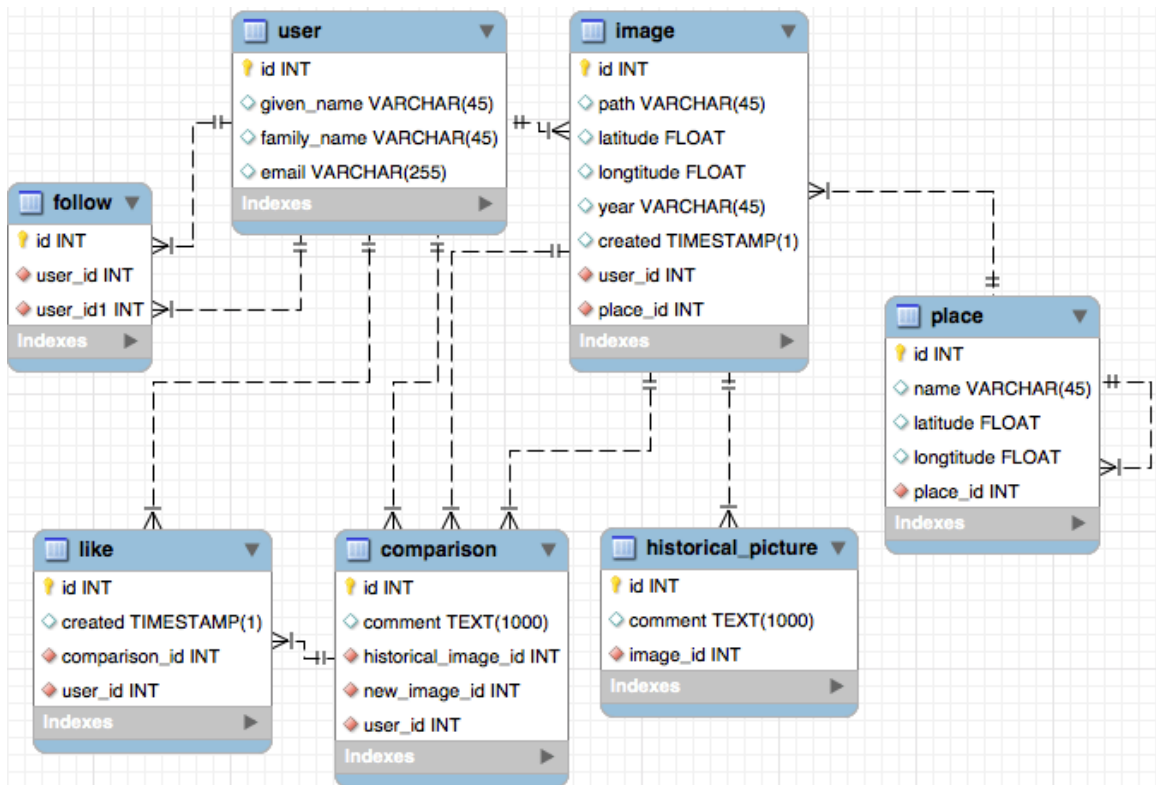 user
id INT
given_name VARCHAR(45)
family_name VARCHAR(45)
email VARCHAR(255)
Indexes
image
id INT
path VARCHAR(45)
latitude FLOAT
longtitude FLOAT
year VARCHAR(45)
created TIMESTAMP(1)
user_id INT
place_id INT
Indexes
follow
id INT
user_id INT
user_id1 INT
Indexes
place
id INT
name VARCHAR(45)
latitude FLOAT
longtitude FLOAT
place_id INT
Indexes
like
id INT
created TIMESTAMP(1)
comparison_id INT
user_id INT
Indexes
comparison
id INT
comment TEXT(1000)
historical_image_id INT
new_image_id INT
user_id INT
Indexes
historical_picture
id INT
comment TEXT(1000)
image_id INT
Indexes